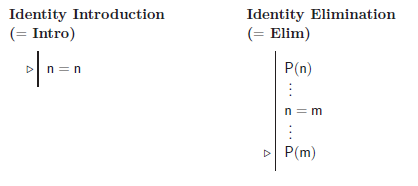 Identity Introduction
(= Intro)
▷ n = n
Identity Elimination
(= Elim)
P(n)
⋮
n = m
⋮
▷ P(m)